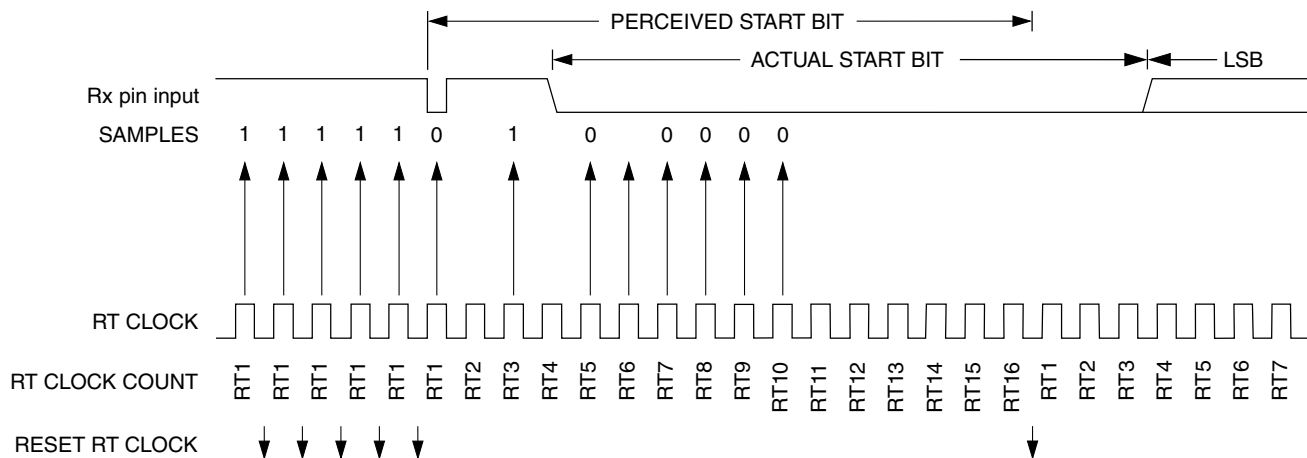 PERCEIVED START BIT
ACTUAL START BIT LSB
Rx pin input
SAMPLES 1 1 1 1 1 0 1 0 0 0 0 0
RT CLOCK
RT CLOCK COUNT RT1 RT1 RT1 RT1 RT1 RT1 RT2 RT3 RT4 RT5 RT6 RT7 RT8 RT9 RT10 RT11 RT12 RT13 RT14 RT15 RT16 RT1 RT2 RT3 RT4 RT5 RT6 RT7
RESET RT CLOCK